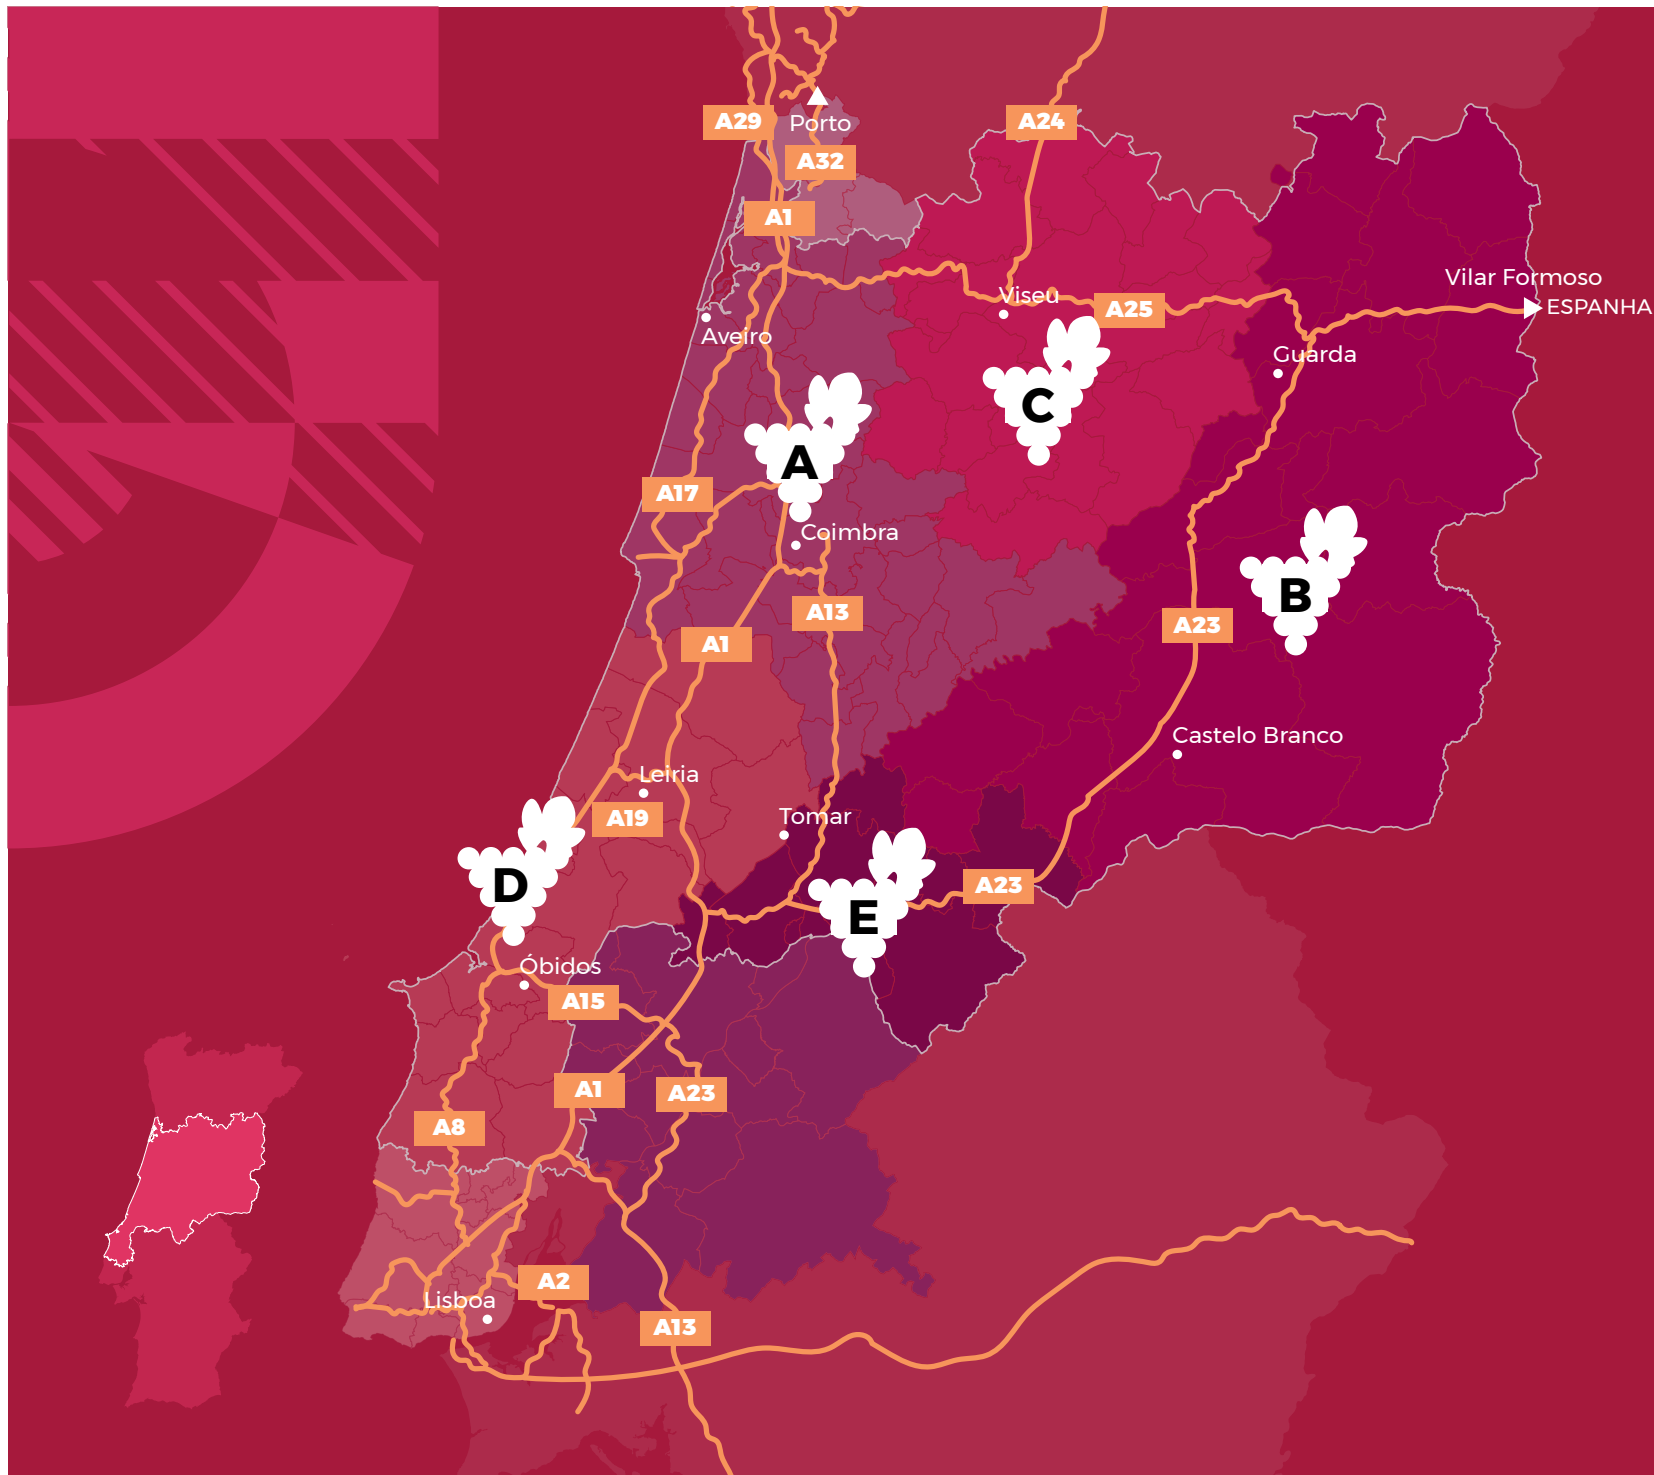 A29
Porto
A24
A32
A1
Vilar Formoso
Viseu
A25
ESPANHA
Aveiro
Guarda
C
A
A17
Coimbra
B
A13
A23
A1
Castelo Branco
Leiria
Tomar
A19
D
A23
E
Óbidos
A15
A1
A23
A8
A2
Lisboa
A13